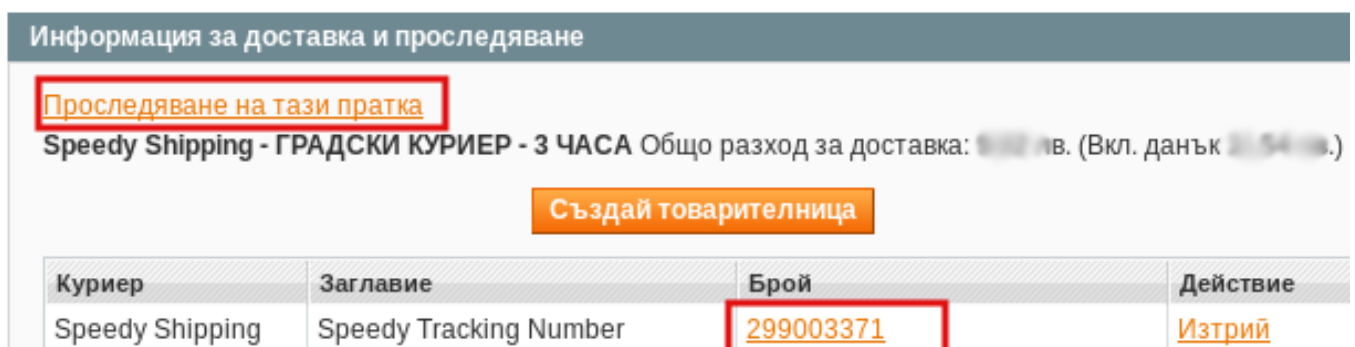 Информация за доставка и проследяване
Проследяване на тази пратка
Speedy Shipping - ГРАДСКИ КУРИЕР - 3 ЧАСА Общо разход за доставка: лв. (Вкл. данък .)
Създай товарителница
Куриер Заглавие Брой Действие
Speedy Shipping Speedy Tracking Number 299003371 Изтрий